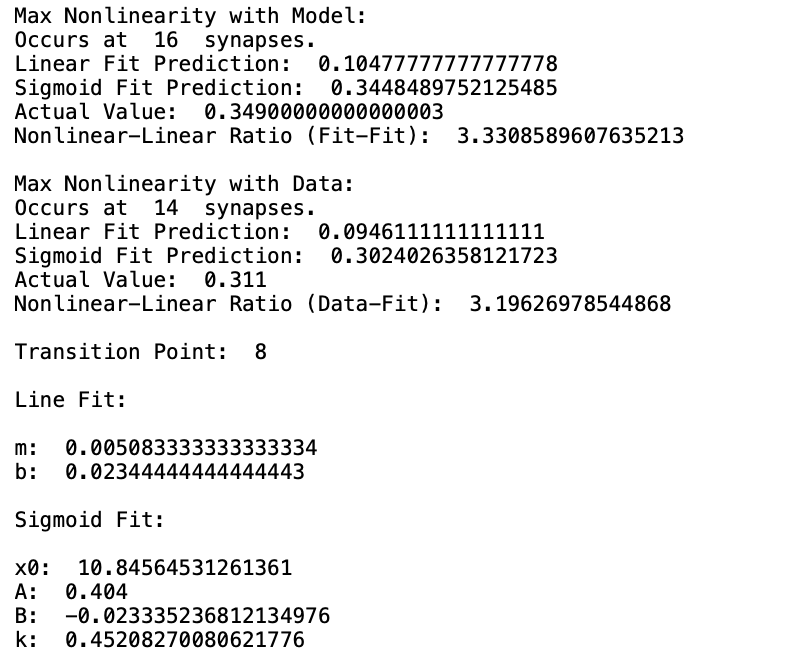 Max Nonlinearity with Model:
Occurs at  16  synapses.
Linear Fit Prediction:  0.10477777777777778
Sigmoid Fit Prediction:  0.3448489752125485
Actual Value:  0.34900000000000003
Nonlinear-Linear Ratio (Fit-Fit):  3.3308589607635213
Max Nonlinearity with Data:
Occurs at  14  synapses.
Linear Fit Prediction:  0.0946111111111111
Sigmoid Fit Prediction:  0.3024026358121723
Actual Value:  0.311
Nonlinear-Linear Ratio (Data-Fit):  3.19626978544868
Transition Point:  8
Line Fit:
m:  0.005083333333333334
b:  0.02344444444444443
Sigmoid Fit:
x0:  10.84564531261361
A:  0.404
B:  -0.023335236812134976
k:  0.45208270080621776